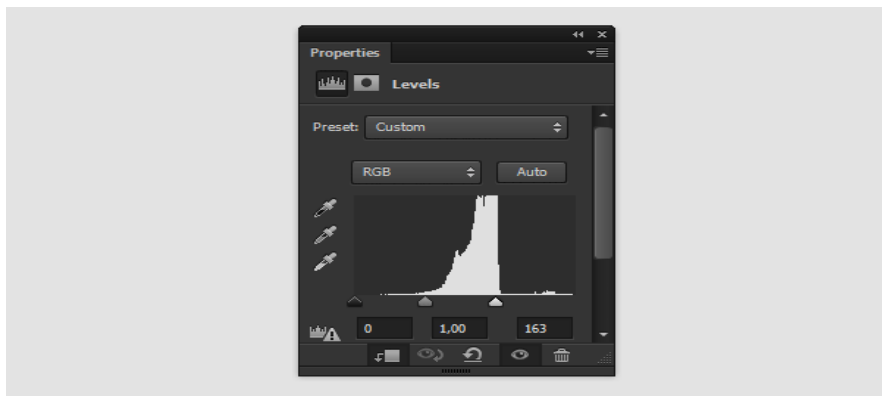 Properties
Levels
Preset: Custom
RGB Auto
0 1,00 163